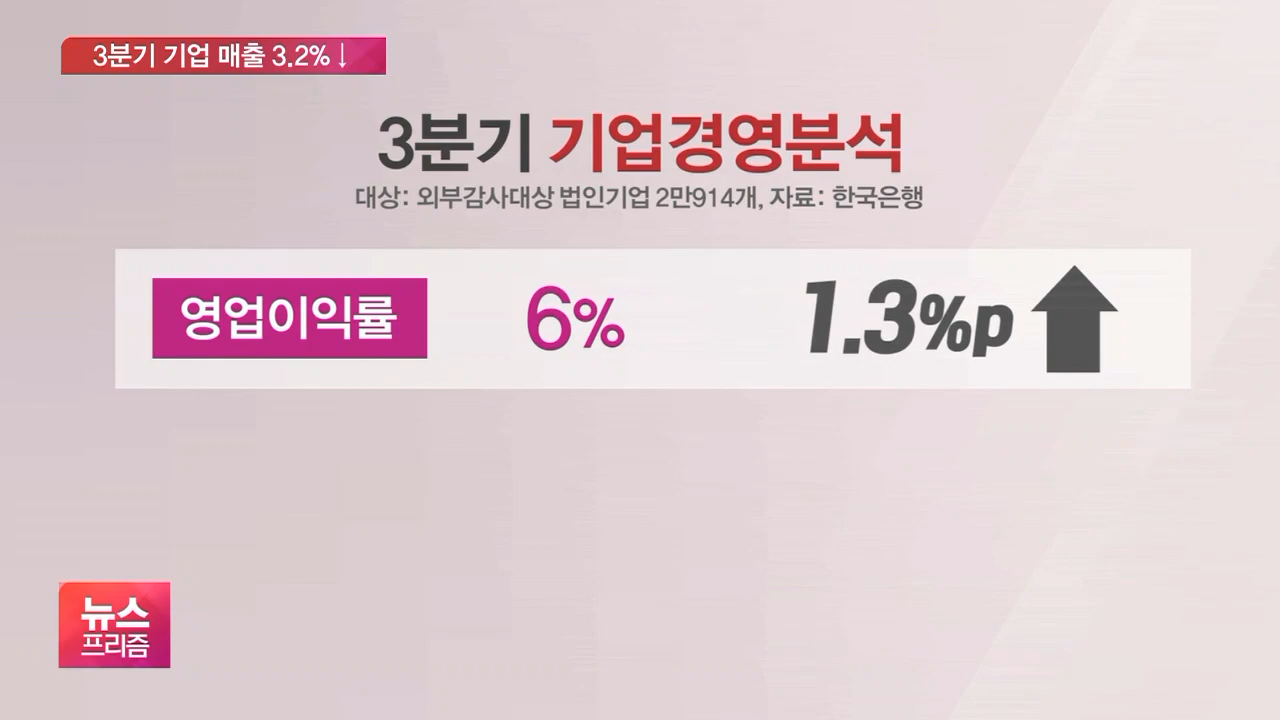 3분기 기업 매출 3.2%↓
3분기 기업경영분석
대상: 외부감사대상 법인기업 2만914개, 자료: 한국은행
영업이익률 6% 1.3%p
뉴스
프리즘